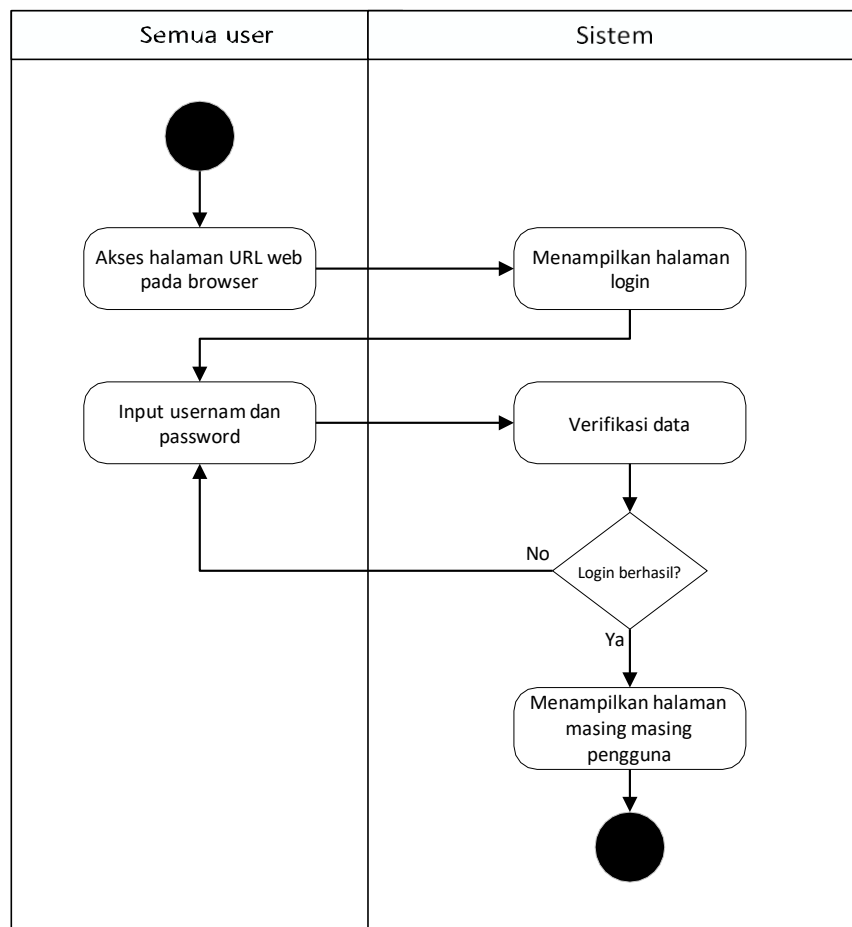 Semua user
Sistem
Akses halaman URL web
pada browser
Menampilkan halaman
login
Input usernam dan
password
Verifikasi data
No
Login berhasil?
Ya
Menampilkan halaman
masing masing
pengguna